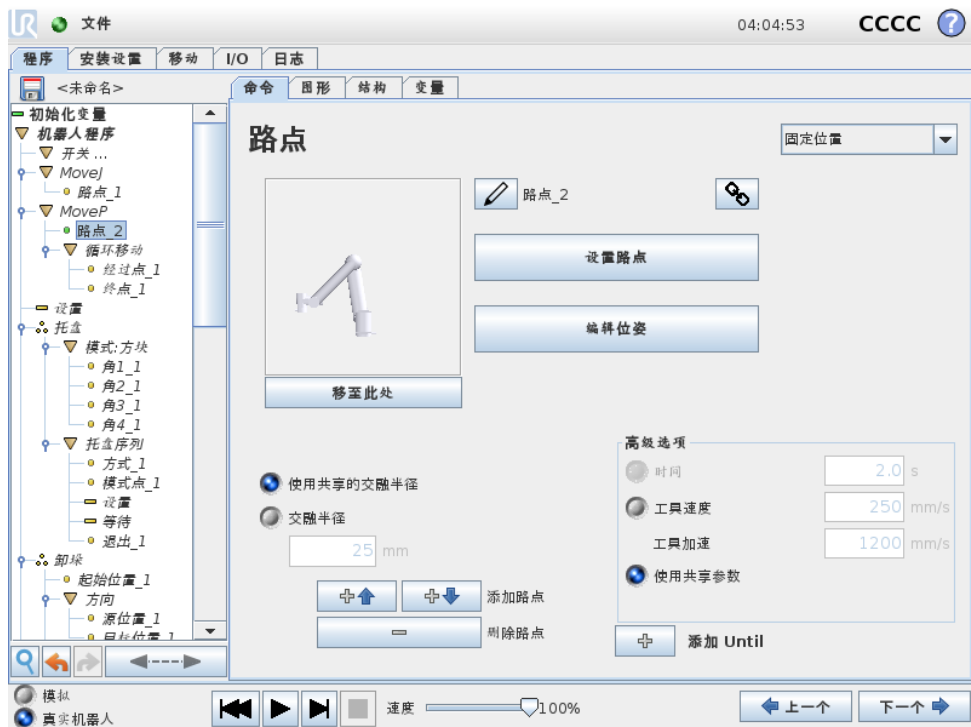 UR 文件 04:04:53 CCCC ?
程序 安装设置 移动 I/O 日志
<未命名> 命令 图形 结构 变量
初始化变量
机器人程序
开关 ...
MoveJ
路点_1
MoveP
路点_2
循环移动
经过点_1
终点_1
设置
托盘
模式:方块
角1_1
角2_1
角3_1
角4_1
托盘序列
方式_1
模式点_1
设置
等待
退出_1
卸垛
起始位置_1
方向
源位置_1
目标位置_1
路点 固定位置
路点_2
设置路点
编辑位姿
移至此处
使用共享的交融半径
交融半径
25 mm
添加路点
删除路点
高级选项
时间 2.0 s
工具速度 250 mm/s
工具加速 1200 mm/s
使用共享参数
添加 Until
模拟
真实机器人
速度 100% 上一个 下一个